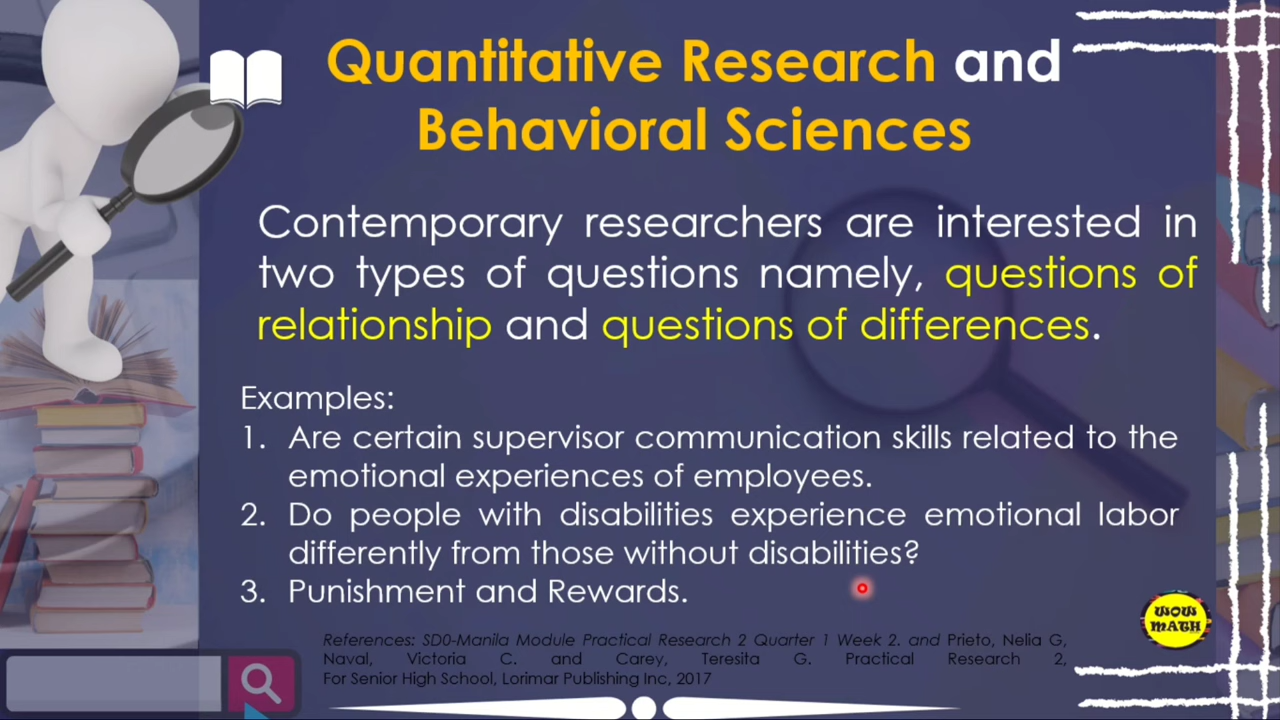 Quantitative Research and
Behavioral Sciences
Contemporary researchers are interested in
two types of questions namely, questions of
relationship and questions of differences.
Examples:
1. Are certain supervisor communication skills related to the
emotional experiences of employees.
2. Do people with disabilities experience emotional labor
differently from those without disabilities?
3. Punishment and Rewards.
WOW
MATH
References: SD0-Manila Module Practical Research 2 Quarter 1 Week 2. and Prieto, Nelia G,
Naval, Victoria C. and Carey, Teresita G. Practical Research 2,
For Senior High School, Lorimar Publishing Inc, 2017